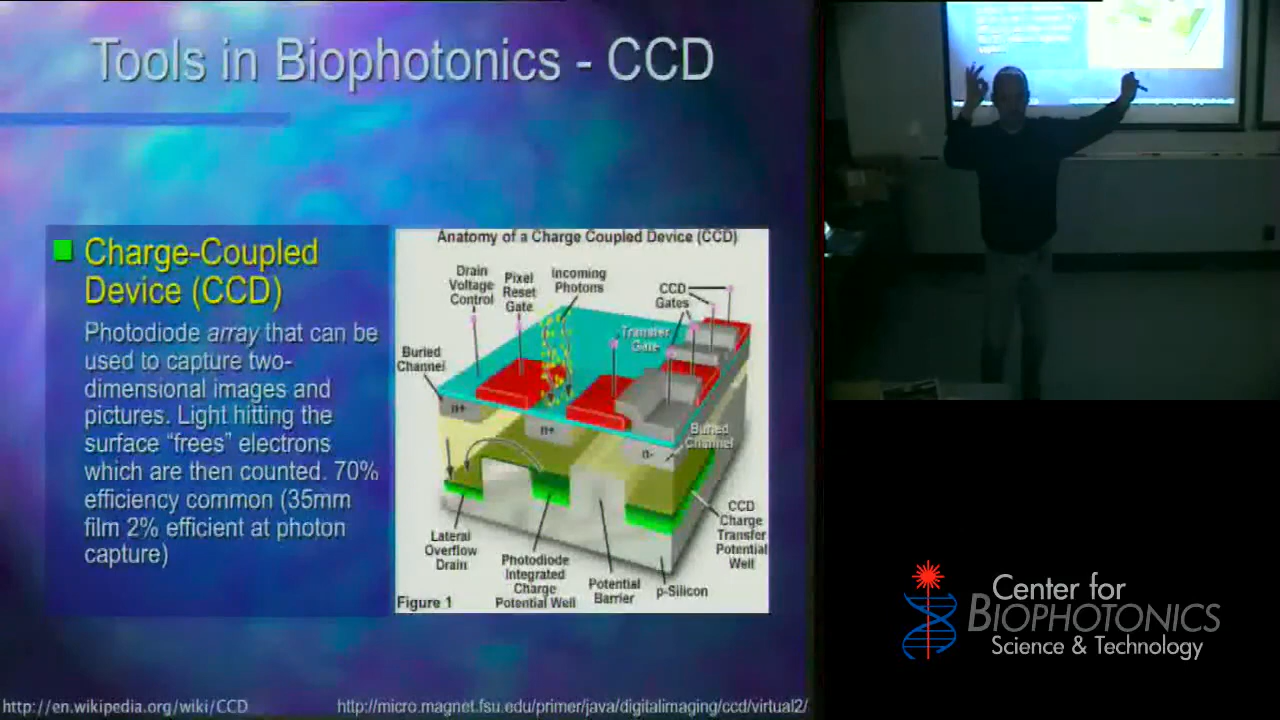 Tools in Biophotonics - CCD
Charge-Coupled
Device (CCD)
Photodiode array that can be
used to capture two-
dimensional images and
pictures. Light hitting the
surface “frees” electrons
which are then counted. 70%
efficiency common (35mm
film 2% efficient at photon
capture)
Anatomy of a Charge Coupled Device (CCD)
Drain
Voltage
Control
Pixel
Reset
Gate
Incoming
Photons
CCD
Gates
Transfer
Gate
Buried
Channel
n+
n+
n-
Buried
Channel
Lateral
Overflow
Drain
Photodiode
Integrated
Charge
Potential Well
Potential
Barrier
p-Silicon
CCD
Charge
Transfer
Potential
Well
Figure 1
http://en.wikipedia.org/wiki/CCD
http://micro.magnet.fsu.edu/primer/java/digitalimaging/ccd/virtual2/
Center for
BIOPHOTONICS
Science & Technology